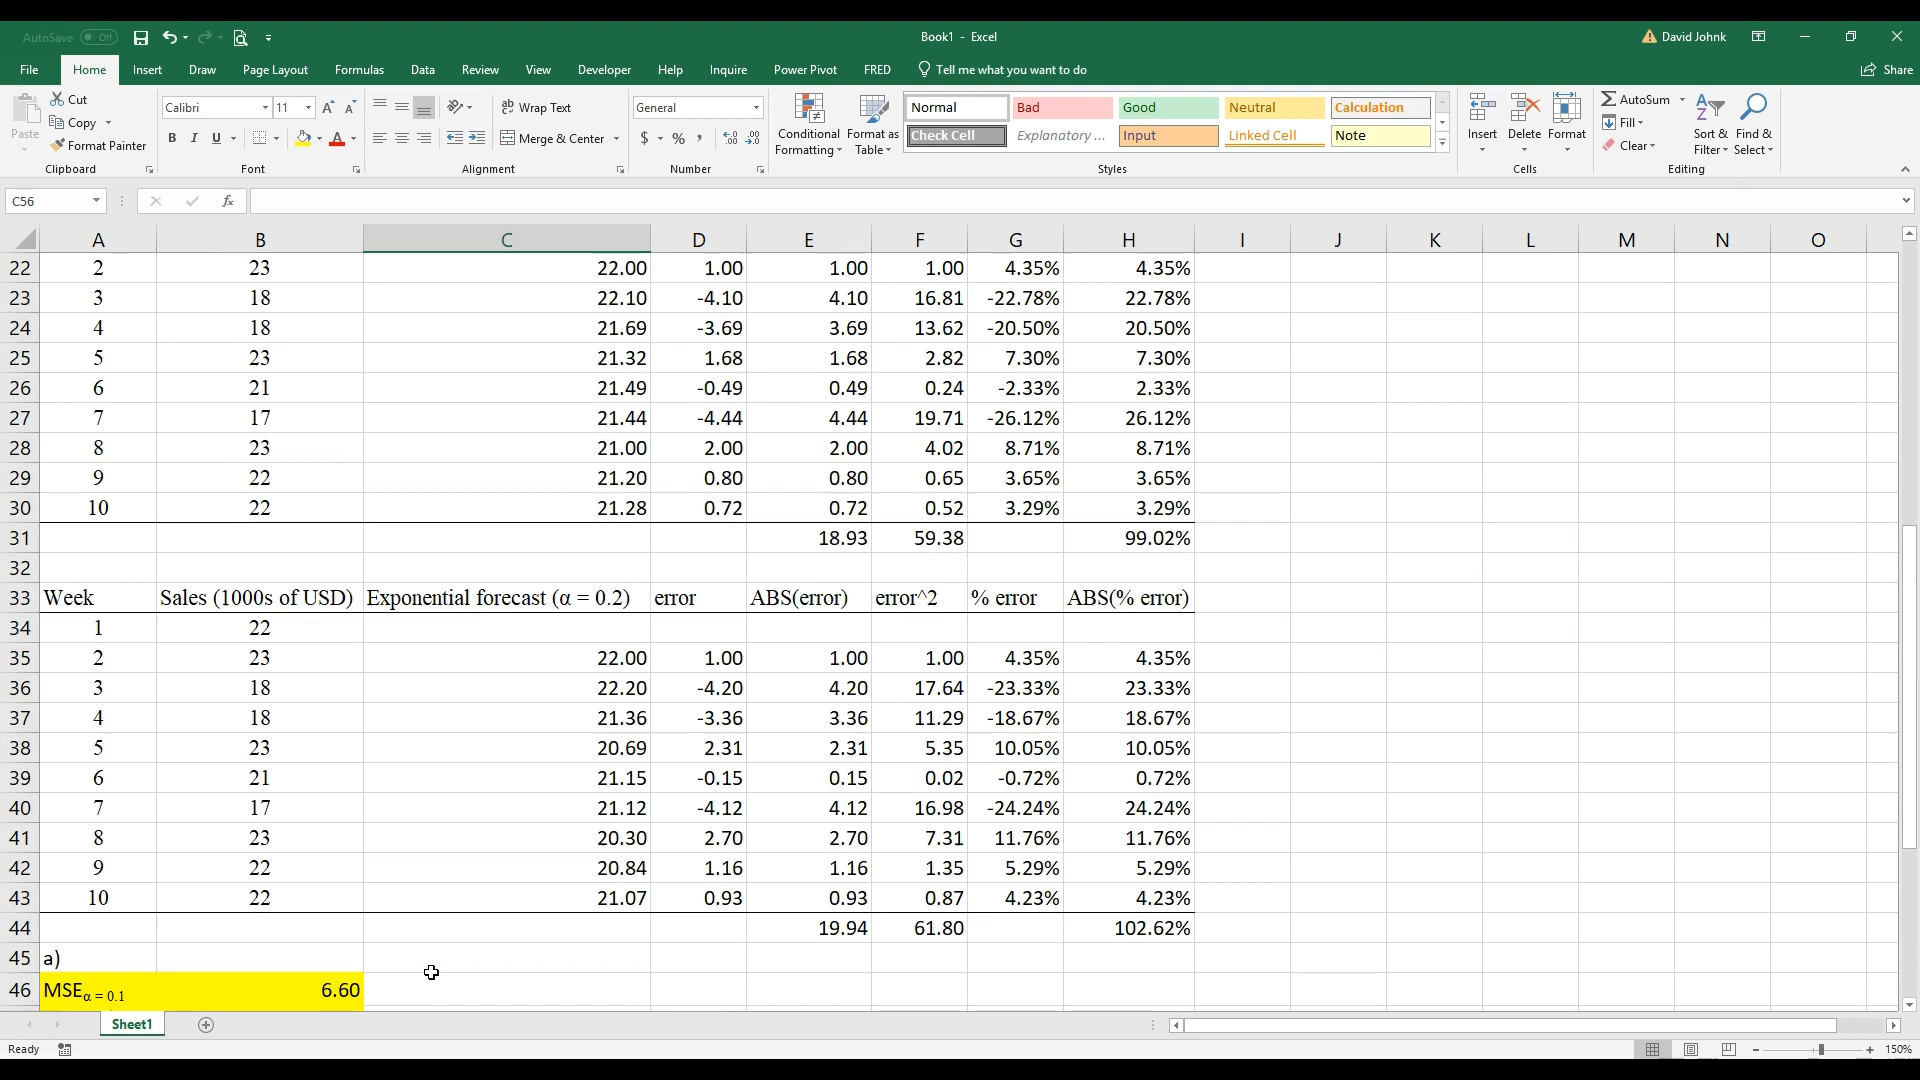 AutoSave Off Book1 - Excel David Johnk
File Home Insert Draw Page Layout Formulas Data Review View Developer Help Inquire Power Pivot FRED Tell me what you want to do Share
Paste Cut Copy Format Painter
Clipboard
Calibri 11
B I U
Font
Wrap Text
Merge & Center
Alignment
General
$ % ,
Number
Conditional Formatting Format as Table
Normal Bad Good Neutral Calculation
Check Cell Explanatory ... Input Linked Cell Note
Styles
Insert Delete Format
Cells
AutoSum Fill Clear Sort & Filter Find & Select
Editing
C56 fx
A B C D E F G H I J K L M N O
22 2 23 22.00 1.00 1.00 1.00 4.35% 4.35%
23 3 18 22.10 -4.10 4.10 16.81 -22.78% 22.78%
24 4 18 21.69 -3.69 3.69 13.62 -20.50% 20.50%
25 5 23 21.32 1.68 1.68 2.82 7.30% 7.30%
26 6 21 21.49 -0.49 0.49 0.24 -2.33% 2.33%
27 7 17 21.44 -4.44 4.44 19.71 -26.12% 26.12%
28 8 23 21.00 2.00 2.00 4.02 8.71% 8.71%
29 9 22 21.20 0.80 0.80 0.65 3.65% 3.65%
30 10 22 21.28 0.72 0.72 0.52 3.29% 3.29%
31 18.93 59.38 99.02%
32
33 Week Sales (1000s of USD) Exponential forecast (α = 0.2) error ABS(error) error^2 % error ABS(% error)
34 1 22
35 2 23 22.00 1.00 1.00 1.00 4.35% 4.35%
36 3 18 22.20 -4.20 4.20 17.64 -23.33% 23.33%
37 4 18 21.36 -3.36 3.36 11.29 -18.67% 18.67%
38 5 23 20.69 2.31 2.31 5.35 10.05% 10.05%
39 6 21 21.15 -0.15 0.15 0.02 -0.72% 0.72%
40 7 17 21.12 -4.12 4.12 16.98 -24.24% 24.24%
41 8 23 20.30 2.70 2.70 7.31 11.76% 11.76%
42 9 22 20.84 1.16 1.16 1.35 5.29% 5.29%
43 10 22 21.07 0.93 0.93 0.87 4.23% 4.23%
44 19.94 61.80 102.62%
45 a)
46 MSEα = 0.1 6.60
Sheet1
Ready 150%